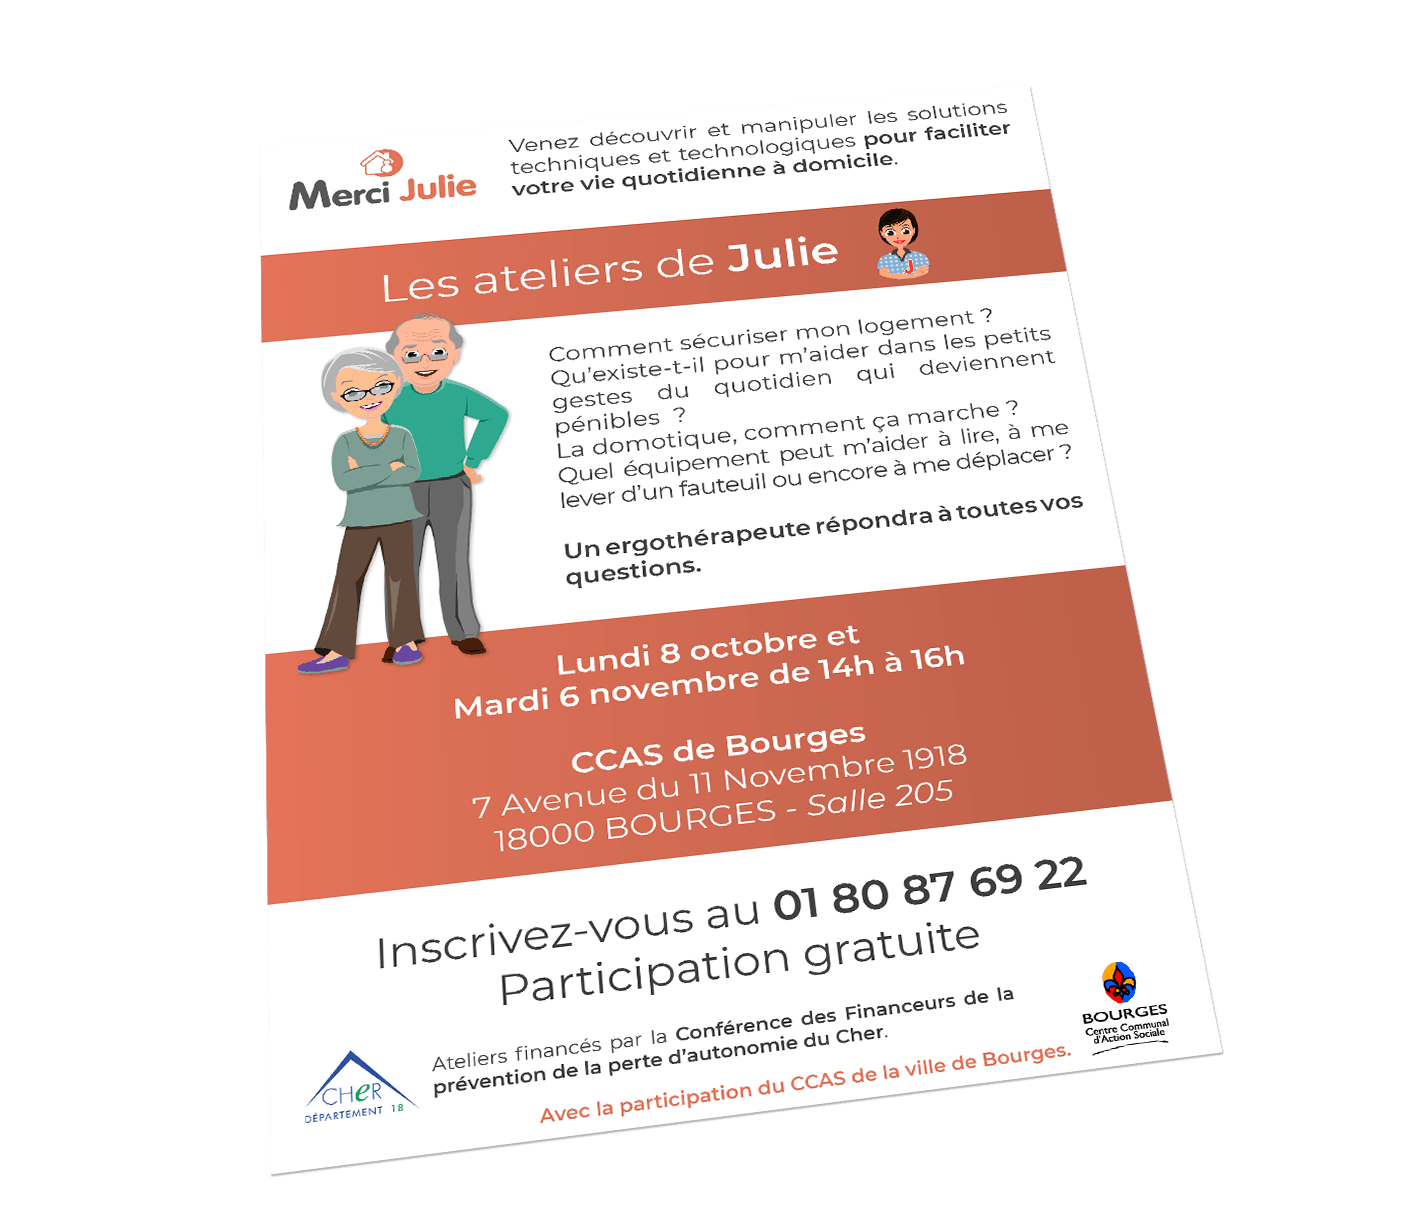 Merci Julie
Venez découvrir et manipuler les solutions
techniques et technologiques pour faciliter
votre vie quotidienne à domicile.
Les ateliers de Julie
J
Comment sécuriser mon logement ?
Qu'existe-t-il pour m'aider dans les petits
gestes du quotidien qui deviennent
pénibles ?
La domotique, comment ça marche ?
Quel équipement peut m'aider à lire, à me
lever d'un fauteuil ou encore à me déplacer ?
Un ergothérapeute répondra à toutes vos
questions.
Lundi 8 octobre et
Mardi 6 novembre de 14h à 16h
CCAS de Bourges
7 Avenue du 11 Novembre 1918
18000 BOURGES - Salle 205
Inscrivez-vous au 01 80 87 69 22
Participation gratuite
Ateliers financés par la Conférence des Financeurs de la
prévention de la perte d'autonomie du Cher.
Avec la participation du CCAS de la ville de Bourges.
CHeR
DÉPARTEMENT 18
BOURGES
Centre Communal
d'Action Sociale